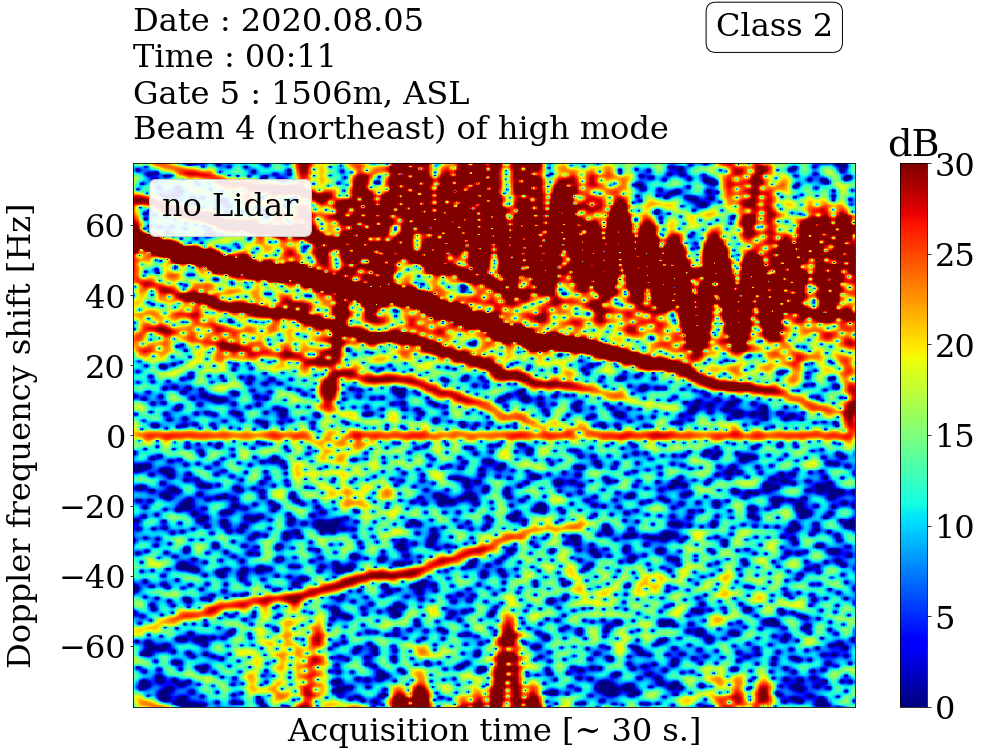 Date : 2020.08.05
Time : 00:11
Gate 5 : 1506m, ASL
Beam 4 (northeast) of high mode
Class 2
dB
no Lidar
Doppler frequency shift [Hz]
60
40
20
0
−20
−40
−60
30
25
20
15
10
5
0
Acquisition time [~ 30 s.]